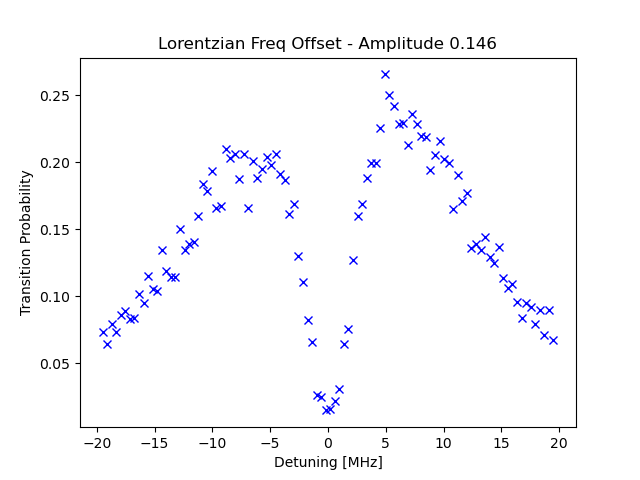 Lorentzian Freq Offset - Amplitude 0.146
Transition Probability
0.25
0.20
0.15
0.10
0.05
−20 −15 −10 −5 0 5 10 15 20
Detuning [MHz]